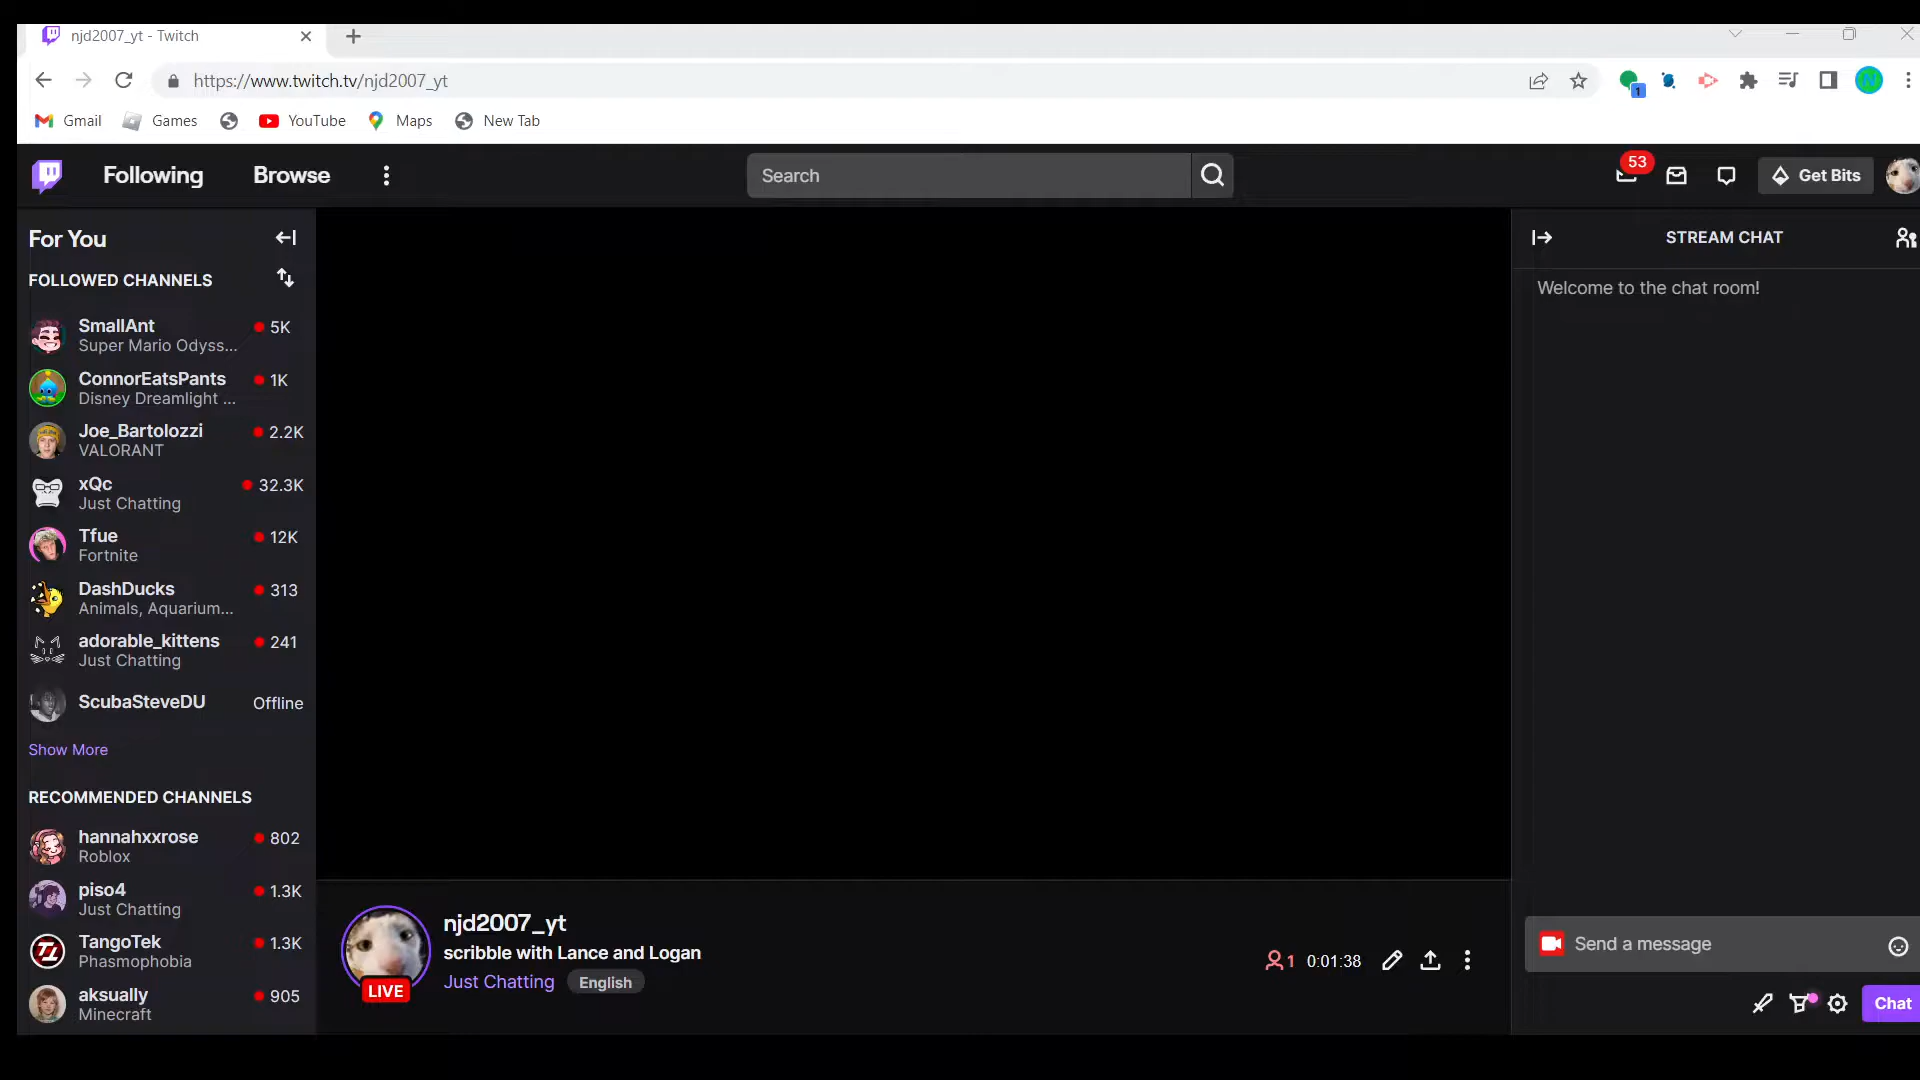 njd2007_yt - Twitch
https://www.twitch.tv/njd2007_yt
1
Gmail Games YouTube Maps New Tab
Following Browse Search 53 Get Bits
For You
FOLLOWED CHANNELS
SmallAnt 5K
Super Mario Odyss...
ConnorEatsPants 1K
Disney Dreamlight ...
Joe_Bartolozzi 2.2K
VALORANT
xQc 32.3K
Just Chatting
Tfue 12K
Fortnite
DashDucks 313
Animals, Aquarium...
adorable_kittens 241
Just Chatting
ScubaSteveDU Offline
Show More
RECOMMENDED CHANNELS
hannahxxrose 802
Roblox
piso4 1.3K
Just Chatting
TangoTek 1.3K
Phasmophobia
aksually 905
Minecraft
njd2007_yt
scribble with Lance and Logan
Just Chatting English
LIVE
1 0:01:38
STREAM CHAT
Welcome to the chat room!
Send a message
Chat